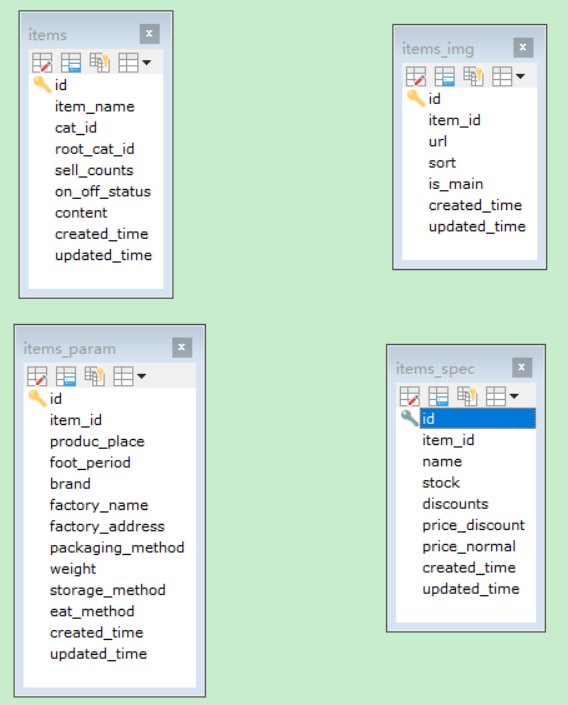 items
id
item_name
cat_id
root_cat_id
sell_counts
on_off_status
content
created_time
updated_time
items_img
id
item_id
url
sort
is_main
created_time
updated_time
items_param
id
item_id
produc_place
foot_period
brand
factory_name
factory_address
packaging_method
weight
storage_method
eat_method
created_time
updated_time
items_spec
id
item_id
name
stock
discounts
price_discount
price_normal
created_time
updated_time